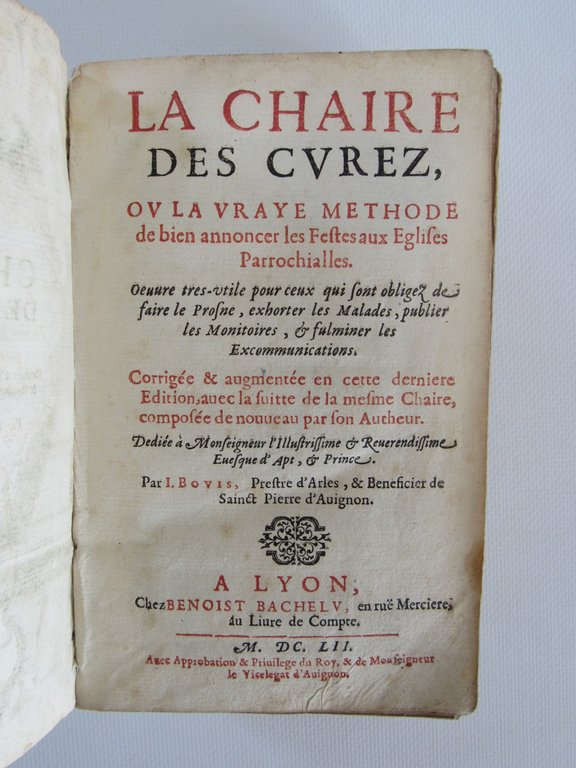 LA CHAIRE
DES CVREZ,
OV LA VRAYE METHODE
de bien annoncer les Festes aux Eglises
Parrochialles.
Oeuure tres-vtile pour ceux qui sont obligez de
faire le Prosne, exhorter les Malades, publier
les Monitoires, & fulminer les
Excommunications.
Corrigée & augmentée en cette derniere
Edition, auec la suitte de la mesme Chaire,
composée de nouueau par son Autheur.
Dediée à Monseigneur l'Illustrissime & Reuerendissime
Euesque d'Apt, & Prince.
Par I. BOVIS, Prestre d'Arles, & Beneficier de
Sainct Pierre d'Auignon.
A LYON,
Chez BENOIST BACHELV, en ruë Merciere,
au Liure de Compte.
M. DC. LII.
Auec Approbation & Priuilege du Roy, & de Monseigneur
le Vicelegat d'Auignon.